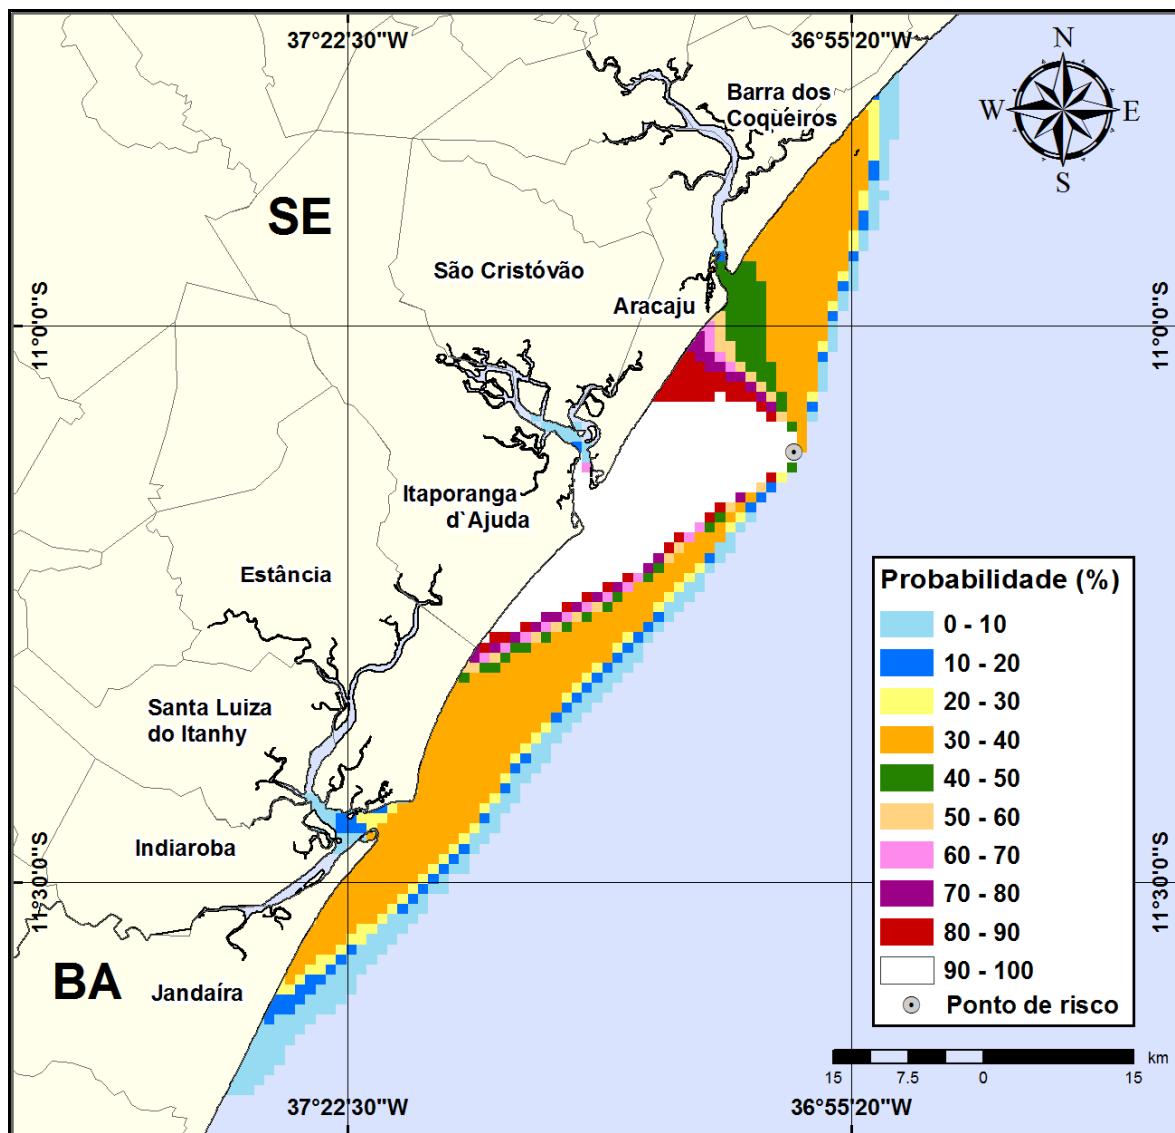 37°22'30"W
36°55'20"W
N
W
E
S
Barra dos
Coqueiros
SE
São Cristóvão
Aracaju
11°0'0"S
11°0'0"S
Itaporanga
d`Ajuda
Estância
Santa Luiza
do Itanhy
Indiaroba
11°30'0"S
11°30'0"S
BA
Jandaíra
Probabilidade (%)
0 - 10
10 - 20
20 - 30
30 - 40
40 - 50
50 - 60
60 - 70
70 - 80
80 - 90
90 - 100
Ponto de risco
km
15 7.5 0 15
37°22'30"W
36°55'20"W